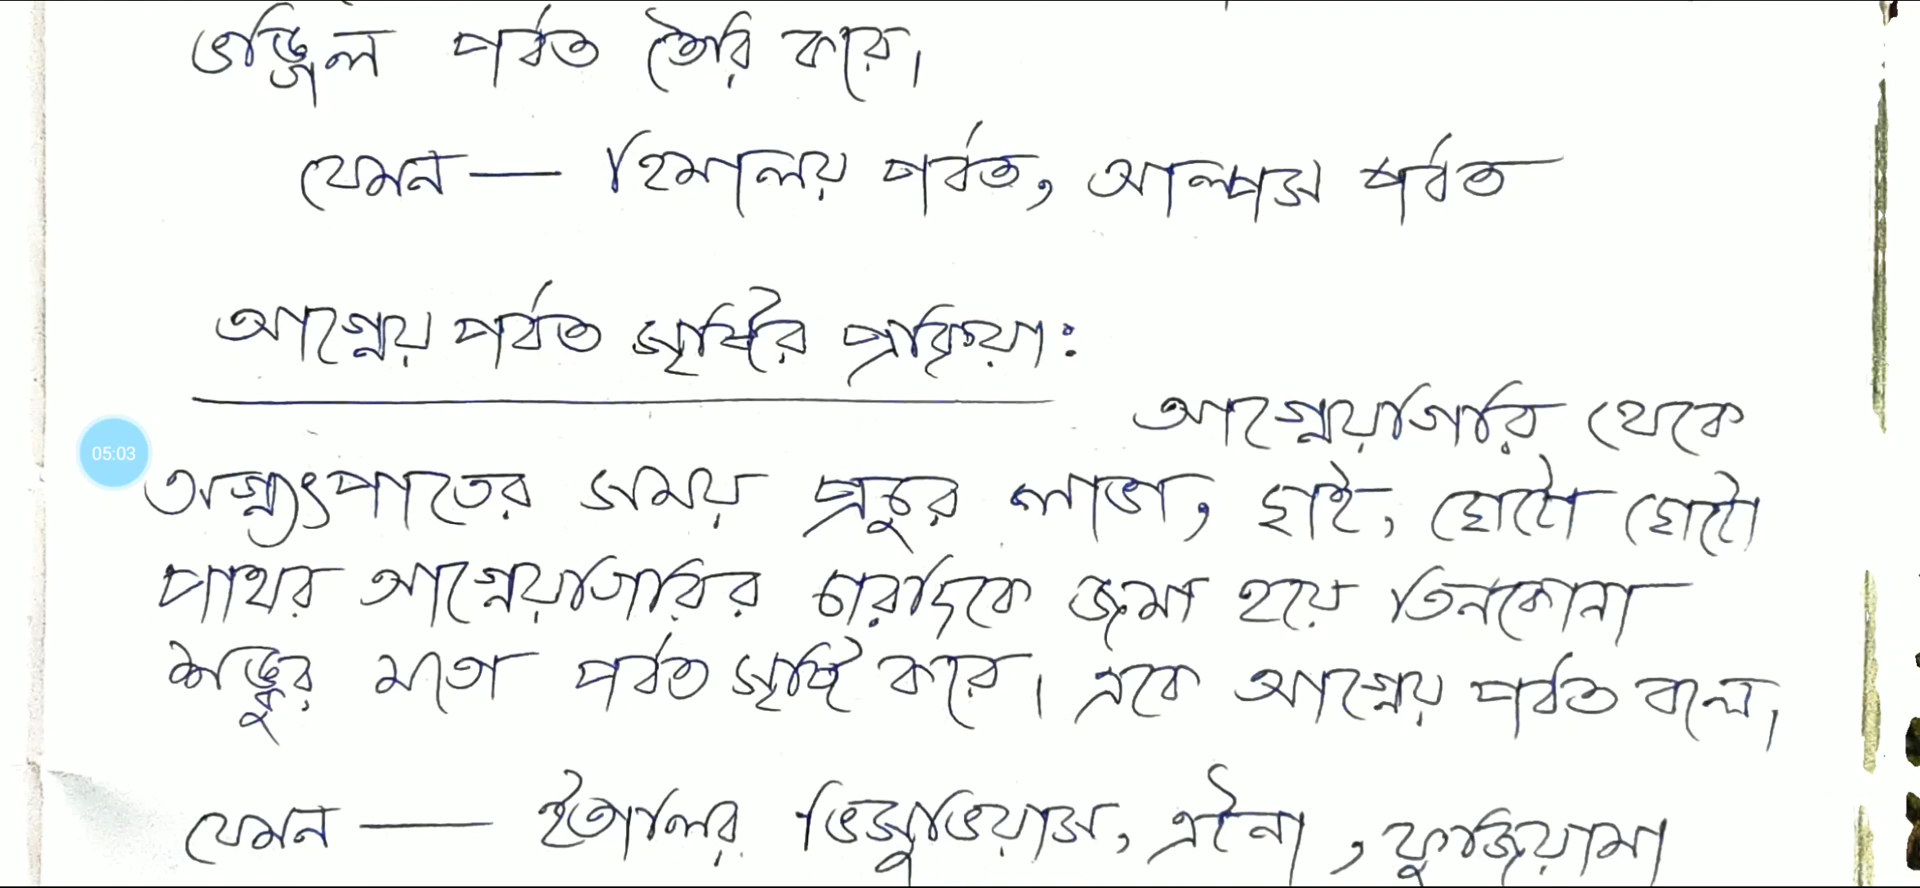 ভঙ্গিল পর্বত তৈরি করে।
যেমন — হিমালয় পর্বত, আল্পস পর্বত
আগ্নেয় পর্বত সৃষ্টির প্রক্রিয়া:
আগ্নেয়গিরি থেকে
05:03
অগ্ন্যুৎপাতের সময় প্রচুর লাভা, ছাই, ছোটো ছোটো
পাথর আগ্নেয়গিরির চারদিকে জমা হয়ে তিনকোনা
শঙ্কুর মতো পর্বত সৃষ্টি করে। একে আগ্নেয় পর্বত বলে।
যেমন — ইতালির ভিসুভিয়াস, এটনা, ফুজিয়ামা